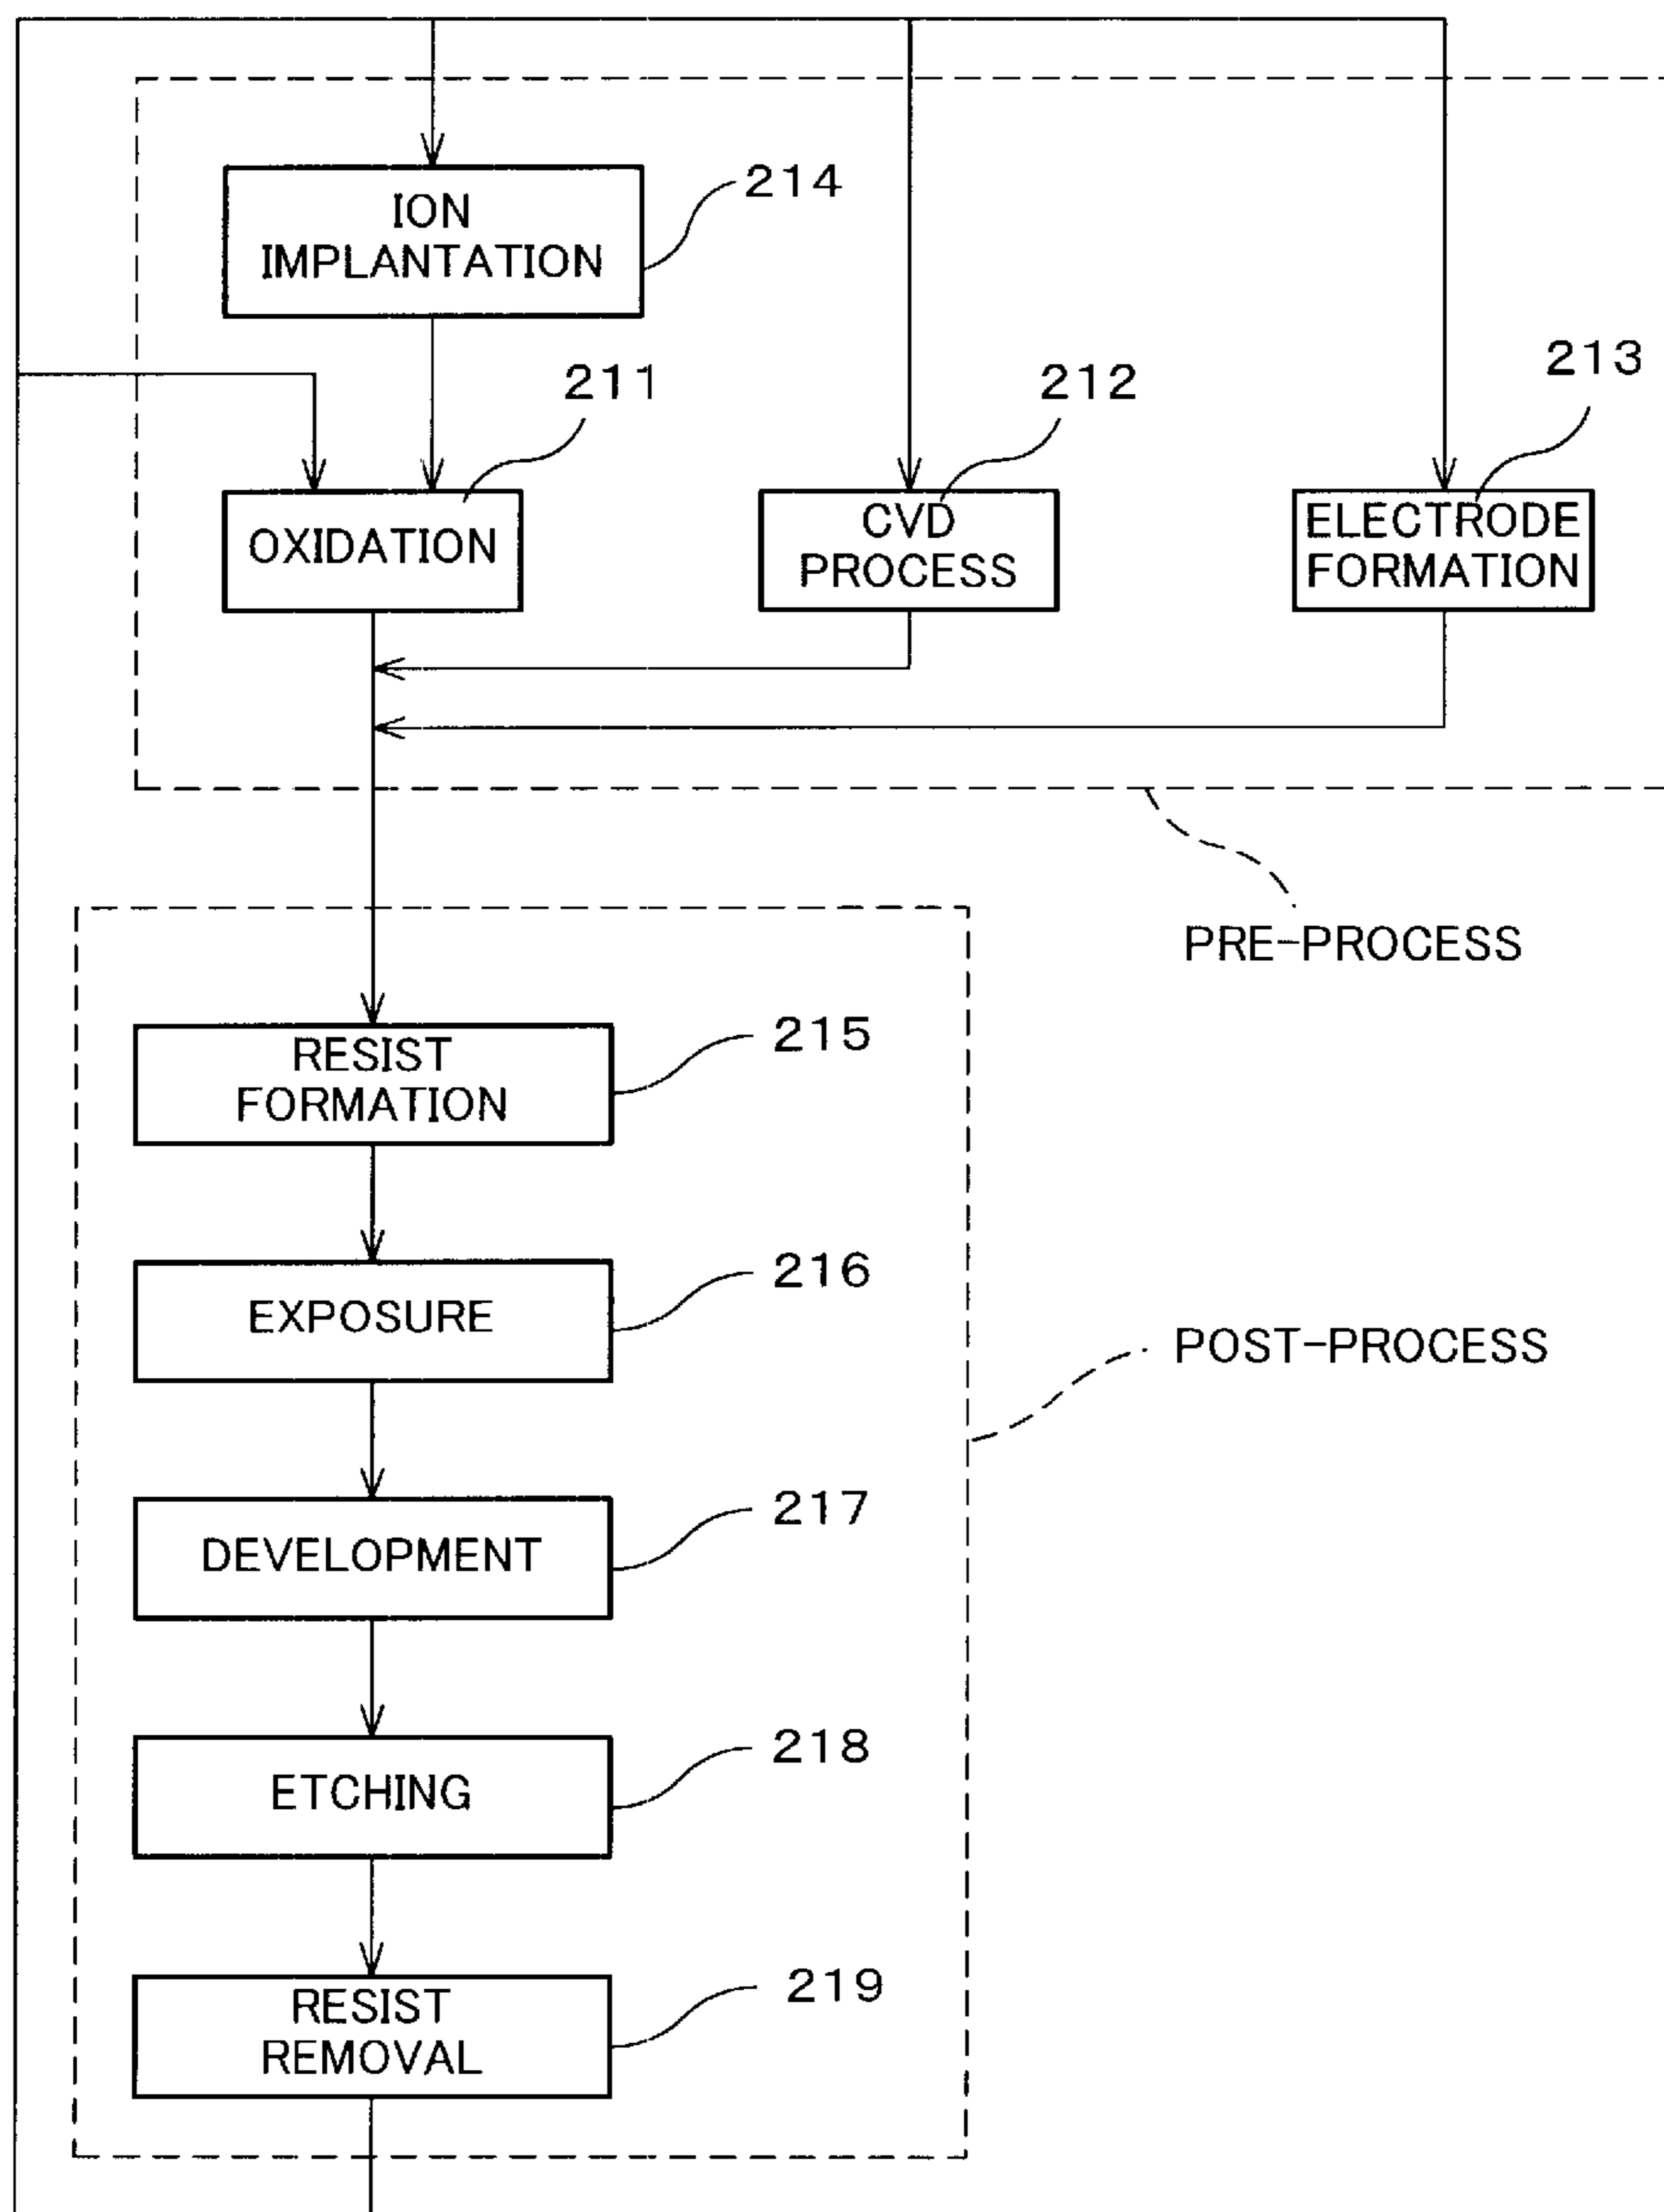 ION
IMPLANTATION
214
211
212
213
OXIDATION
CVD
PROCESS
ELECTRODE
FORMATION
PRE-PROCESS
RESIST
FORMATION
215
EXPOSURE
216
POST-PROCESS
DEVELOPMENT
217
ETCHING
218
RESIST
REMOVAL
219